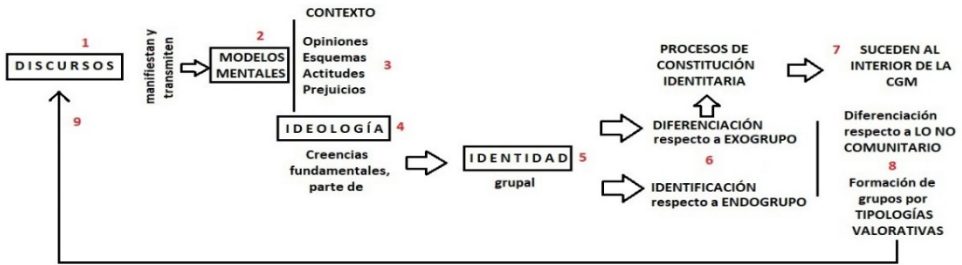 1
DISCURSOS
manifiestan y
transmiten
2
MODELOS
MENTALES
CONTEXTO
Opiniones
Esquemas
Actitudes
Prejuicios
3
IDEOLOGÍA
4
Creencias
fundamentales,
parte de
IDENTIDAD
5
grupal
PROCESOS DE
CONSTITUCIÓN
IDENTITARIA
DIFERENCIACIÓN
respecto a EXOGRUPO
6
IDENTIFICACIÓN
respecto a ENDOGRUPO
7
SUCEDEN AL
INTERIOR DE LA
CGM
Diferenciación
respecto a LO NO
COMUNITARIO
8
Formación de
grupos por
TIPOLOGÍAS
VALORATIVAS
9